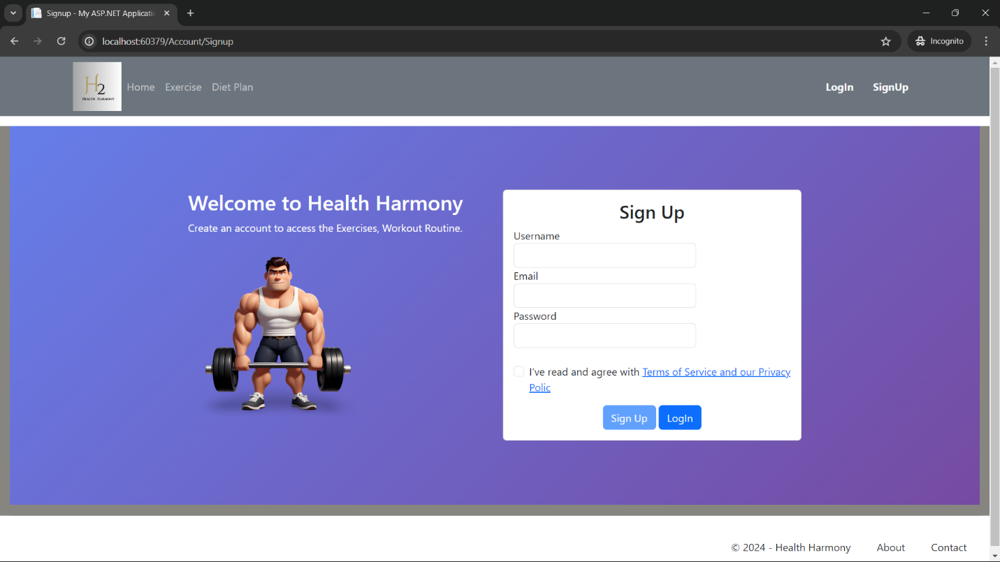 Signup - My ASP.NET Applicati
localhost:60379/Account/Signup
Incognito
H2
HEALTH HARMONY
Home Exercise Diet Plan
LogIn SignUp
Welcome to Health Harmony
Create an account to access the Exercises, Workout Routine.
Sign Up
Username
Email
Password
I've read and agree with Terms of Service and our Privacy
Polic
Sign Up LogIn
© 2024 - Health Harmony About Contact